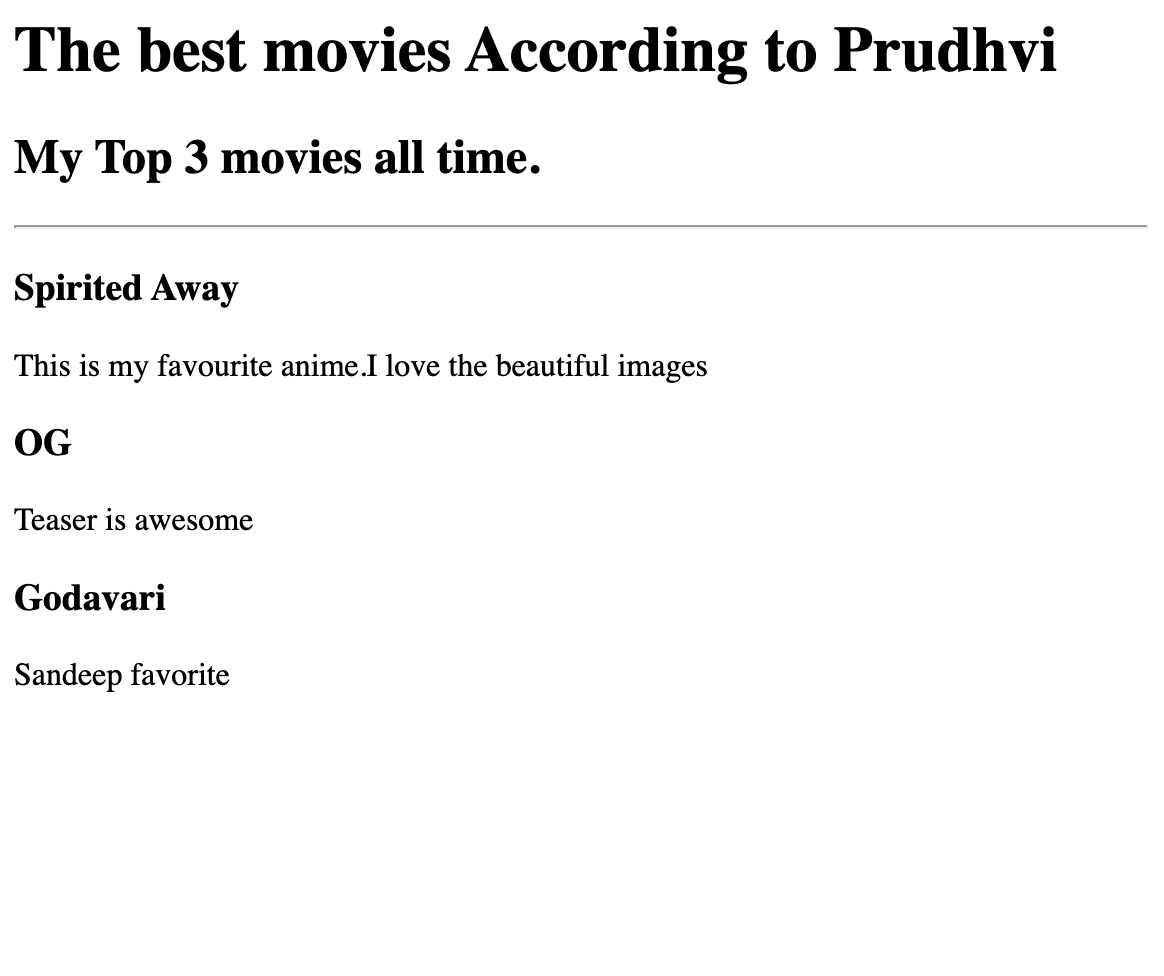 The best movies According to Prudhvi
My Top 3 movies all time.
Spirited Away
This is my favourite anime.I love the beautiful images
OG
Teaser is awesome
Godavari
Sandeep favorite